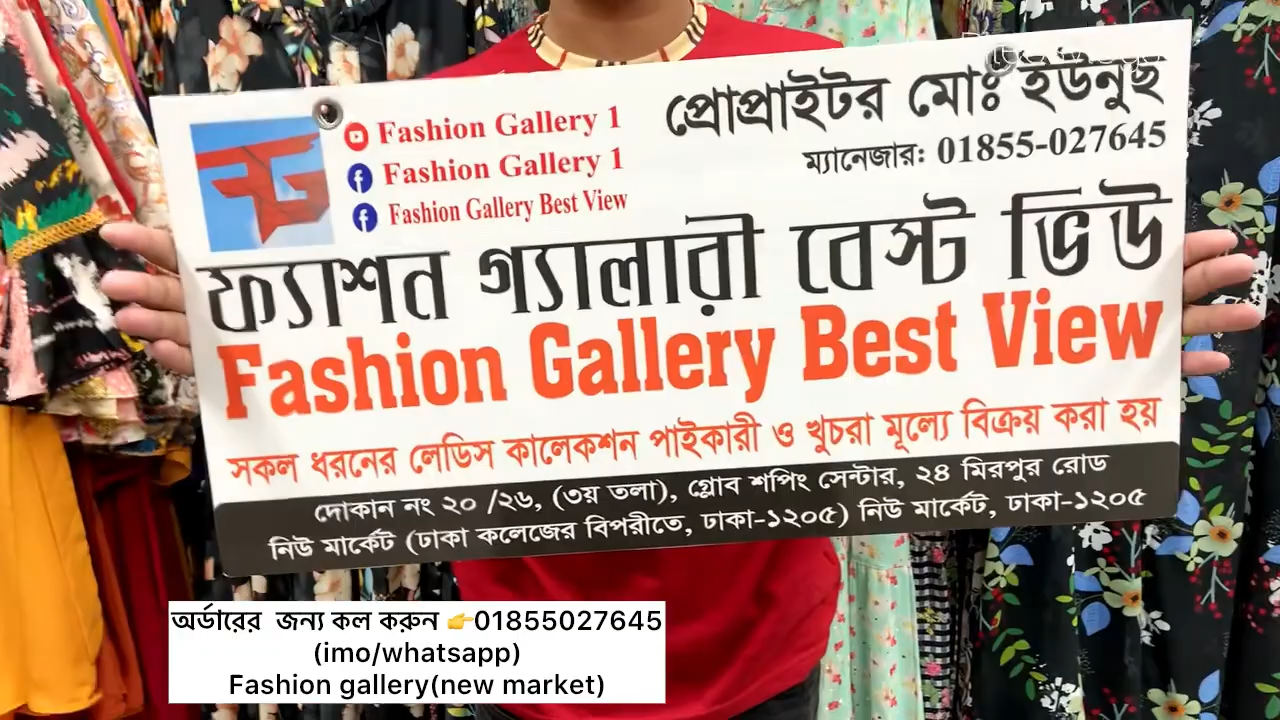 Fashion Gallery 1
Fashion Gallery 1
Fashion Gallery Best View
প্রোপ্রাইটর মোঃ ইউনুছ
ম্যানেজার: 01855-027645
ফ্যাশন গ্যালারী বেস্ট ভিউ
Fashion Gallery Best View
সকল ধরনের লেডিস কালেকশন পাইকারী ও খুচরা মূল্যে বিক্রয় করা হয়
দোকান নং ২০ /২৬, (৩য় তলা), গ্লোব শপিং সেন্টার, ২৪ মিরপুর রোড
নিউ মার্কেট (ঢাকা কলেজের বিপরীতে, ঢাকা-১২০৫) নিউ মার্কেট, ঢাকা-১২০৫
অর্ডারের জন্য কল করুন 👉01855027645
(imo/whatsapp)
Fashion gallery(new market)